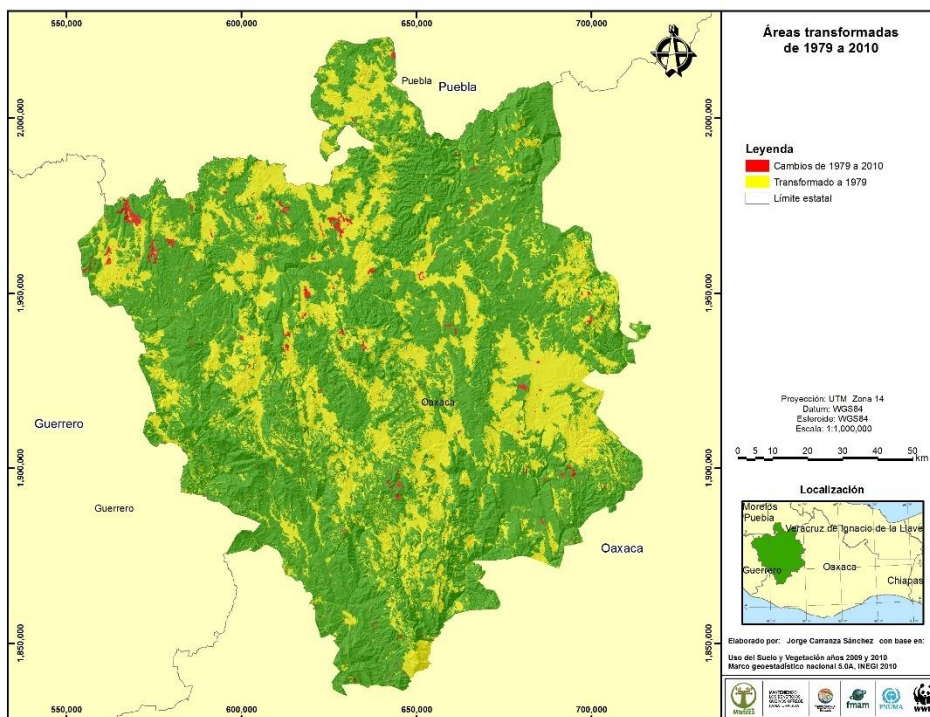 550,000 600,000 650,000 700,000
2,000,000
1,950,000
1,900,000
1,850,000
Puebla Puebla
Guerrero
Guerrero
Oaxaca
Oaxaca
2,000,000
1,950,000
1,900,000
1,850,000
550,000 600,000 650,000 700,000
Áreas transformadas
de 1979 a 2010
Leyenda
Cambios de 1979 a 2010
Transformado a 1979
Límite estatal
Proyección: UTM Zona 14
Datum: WGS84
Esferoide: WGS84
Escala: 1:1,000,000
0 5 10 20 30 40 50
km
Localización
Morelos
Puebla
Veracruz de Ignacio de la Llave
Guerrero
Oaxaca
Chiapas
Elaborado por: Jorge Carranza Sánchez con base en:
Uso del Suelo y Vegetación años 2009 y 2010
Marco geoestadístico nacional 5.0A, INEGI 2010
Mixteca
fmam
PNUMA
WWF